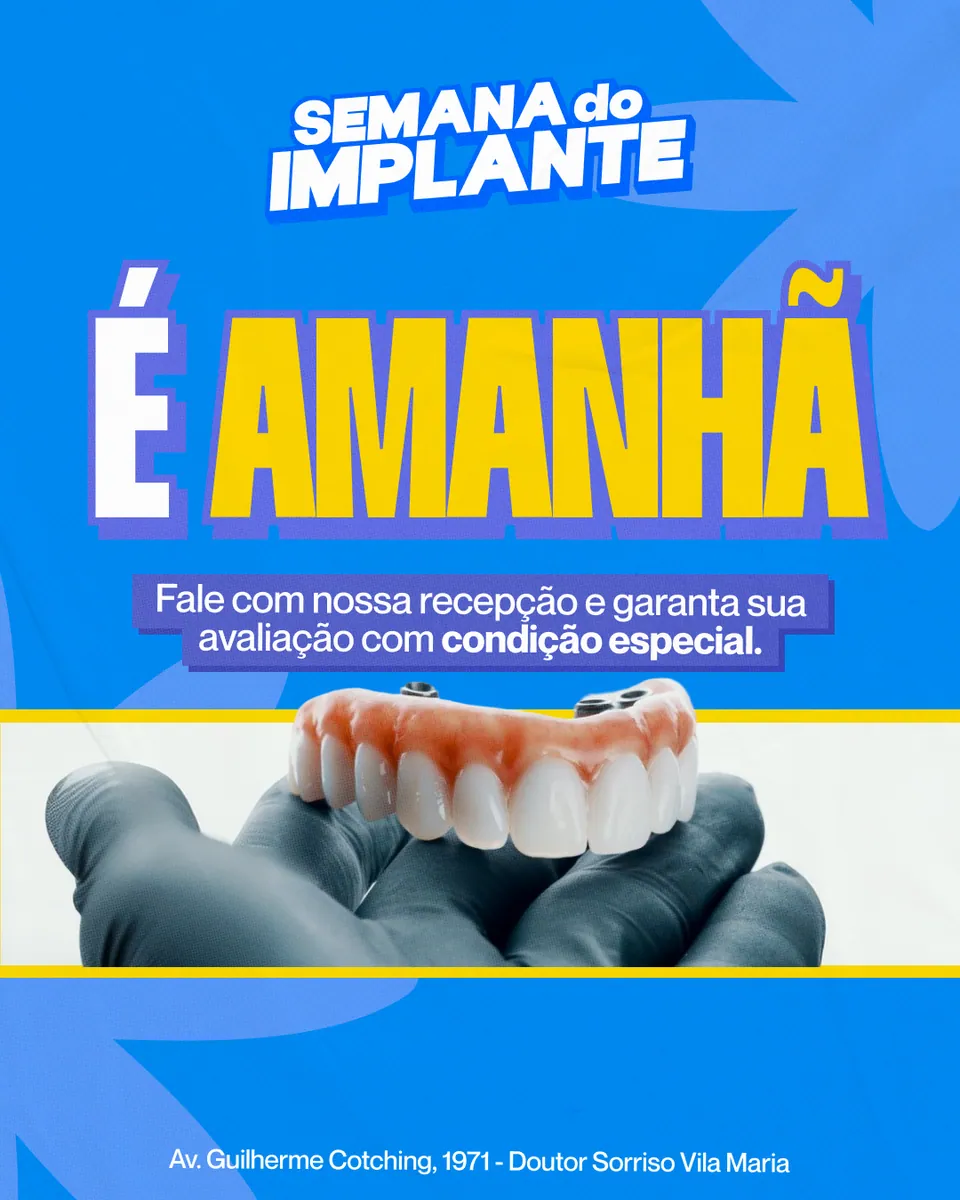 SEMANA do
IMPLANTE
É AMANHÃ
Fale com nossa recepção e garanta sua
avaliação com condição especial.
Av. Guilherme Cotching, 1971 - Doutor Sorriso Vila Maria